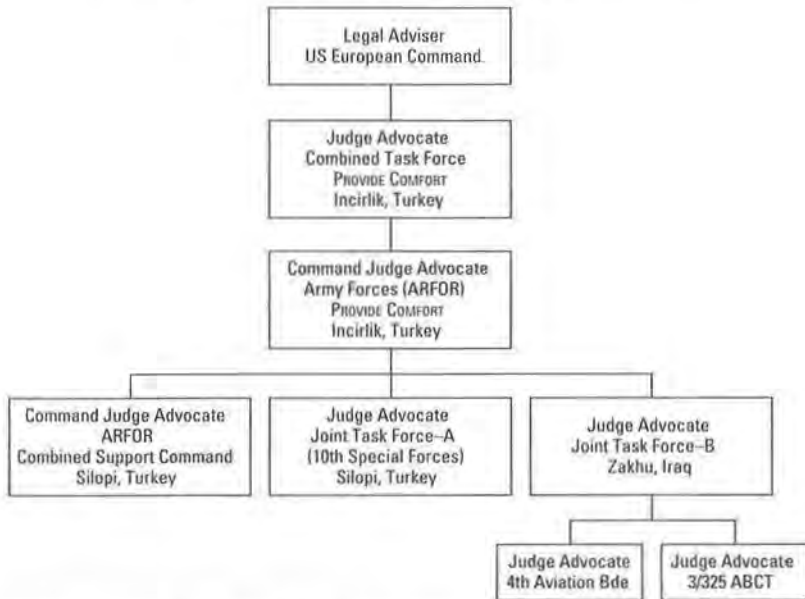 Legal Adviser
US European Command
Judge Advocate
Combined Task Force
PROVIDE COMFORT
Incirlik, Turkey
Command Judge Advocate
Army Forces (ARFOR)
PROVIDE COMFORT
Incirlik, Turkey
Command Judge Advocate
ARFOR
Combined Support Command
Silopi, Turkey
Judge Advocate
Joint Task Force–A
(10th Special Forces)
Silopi, Turkey
Judge Advocate
Joint Task Force–B
Zakhu, Iraq
Judge Advocate
4th Aviation Bde
Judge Advocate
3/325 ABCT